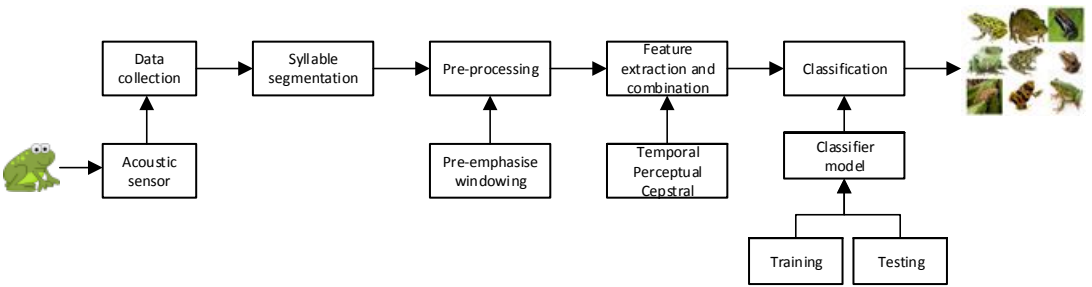 Data
collection
Syllable
segmentation
Pre-processing
Feature
extraction and
combination
Classification
Acoustic
sensor
Pre-emphasise
windowing
Temporal
Perceptual
Cepstral
Classifier
model
Training
Testing